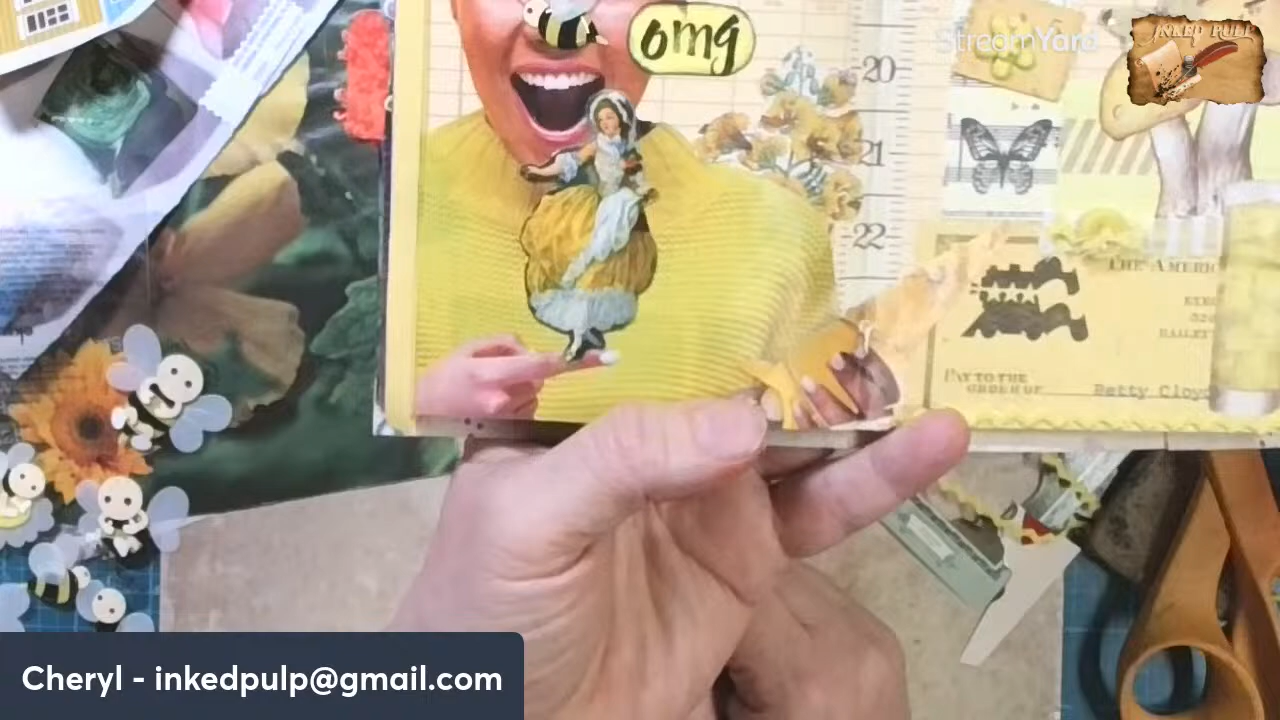 omg
StreamYard
INKED PULP
20
21
22
THE AMERIC
PAY TO THE
ORDER OF
Betty Cloy
Cheryl - inkedpulp@gmail.com